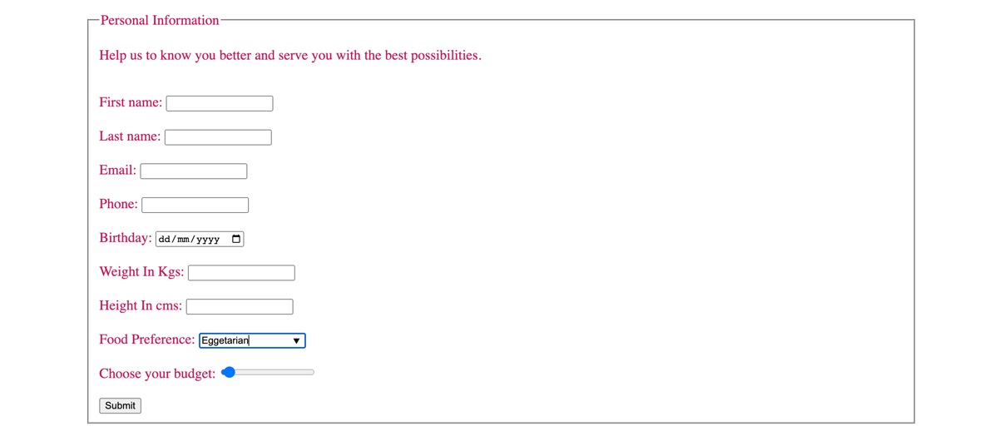 Personal Information
Help us to know you better and serve you with the best possibilities.
First name:
Last name:
Email:
Phone:
Birthday: dd/mm/yyyy
Weight In Kgs:
Height In cms:
Food Preference: Eggetarian
Choose your budget:
Submit